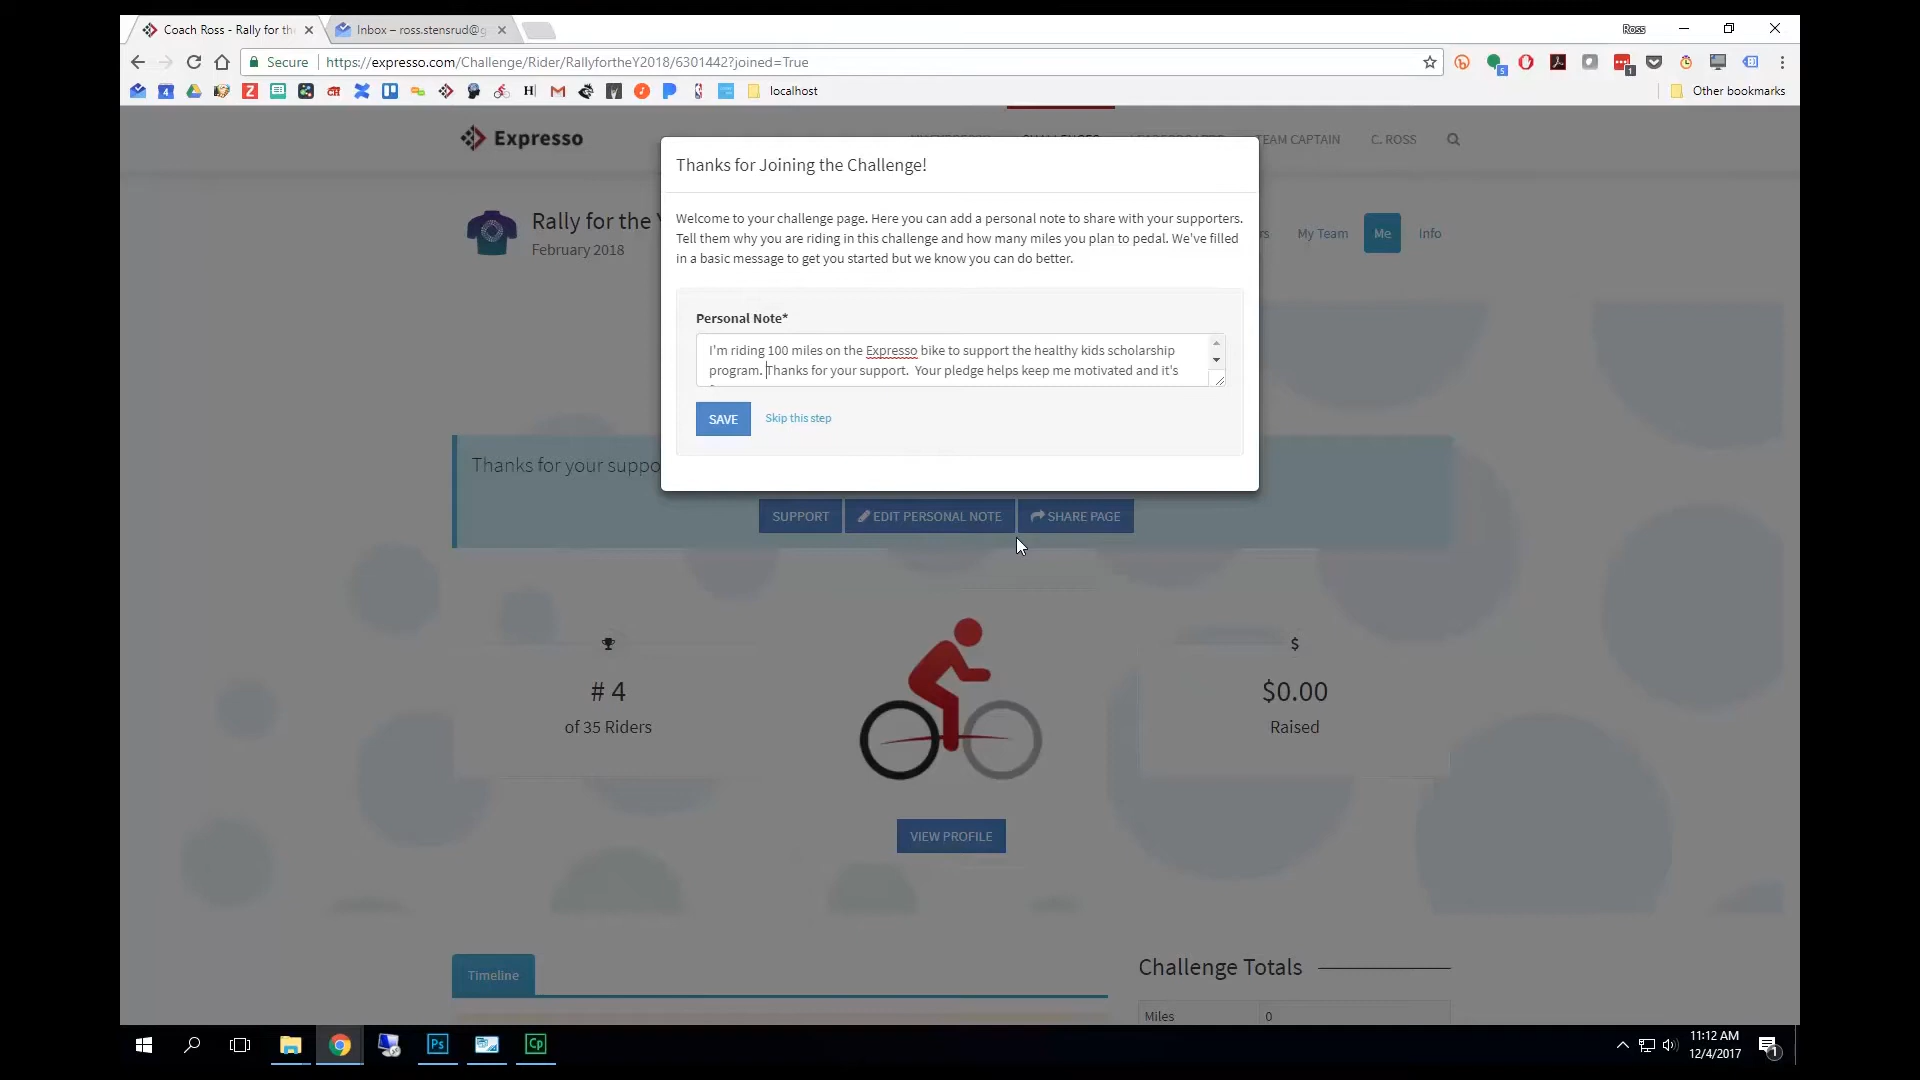 Coach Ross - Rally for th
Inbox – ross.stensrud@g
Ross
Secure
https://expresso.com/Challenge/Rider/RallyfortheY2018/6301442?joined=True
localhost
Other bookmarks
Expresso
CHALLENGES
TEAM CAPTAIN
C. ROSS
Rally for the Y
February 2018
My Team
Me
Info
Thanks for Joining the Challenge!
Welcome to your challenge page. Here you can add a personal note to share with your supporters.
Tell them why you are riding in this challenge and how many miles you plan to pedal. We've filled
in a basic message to get you started but we know you can do better.
Personal Note*
I'm riding 100 miles on the Expresso bike to support the healthy kids scholarship
program. Thanks for your support.  Your pledge helps keep me motivated and it's
SAVE
Skip this step
Thanks for your suppo
SUPPORT
EDIT PERSONAL NOTE
SHARE PAGE
# 4
of 35 Riders
$
$0.00
Raised
VIEW PROFILE
Timeline
Challenge Totals
Miles
0
Ps
Cp
11:12 AM
12/4/2017
1